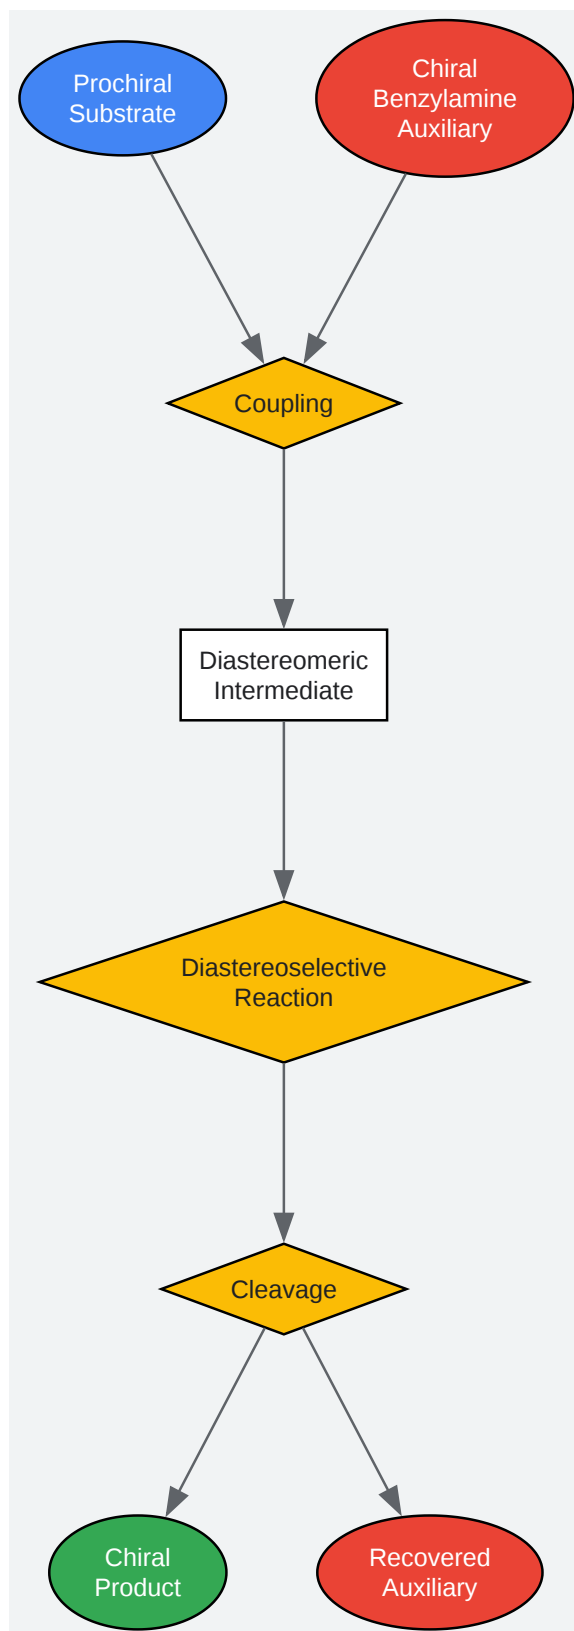 Prochiral
Substrate
Chiral
Benzylamine
Auxiliary
Coupling
Diastereomeric
Intermediate
Diastereoselective
Reaction
Cleavage
Chiral
Product
Recovered
Auxiliary